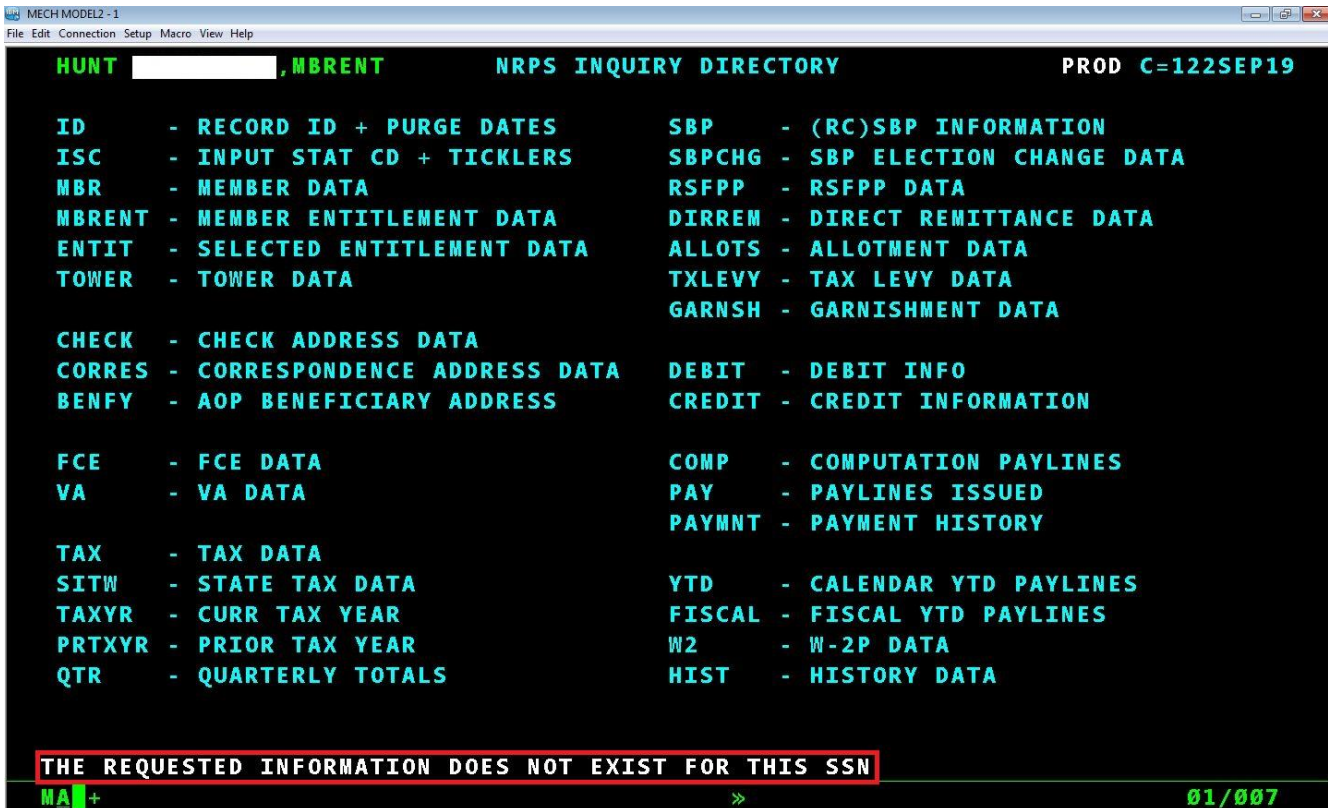 MECH MODEL2 - 1
File Edit Connection Setup Macro View Help
HUNT ,MBRENT NRPS INQUIRY DIRECTORY PROD C=122SEP19
ID - RECORD ID + PURGE DATES SBP - (RC)SBP INFORMATION
ISC - INPUT STAT CD + TICKLERS SBPCHG - SBP ELECTION CHANGE DATA
MBR - MEMBER DATA RSFPP - RSFPP DATA
MBRENT - MEMBER ENTITLEMENT DATA DIRREM - DIRECT REMITTANCE DATA
ENTIT - SELECTED ENTITLEMENT DATA ALLOTS - ALLOTMENT DATA
TOWER - TOWER DATA TXLEVY - TAX LEVY DATA
GARNSH - GARNISHMENT DATA
CHECK - CHECK ADDRESS DATA
CORRES - CORRESPONDENCE ADDRESS DATA DEBIT - DEBIT INFO
BENFY - AOP BENEFICIARY ADDRESS CREDIT - CREDIT INFORMATION
FCE - FCE DATA COMP - COMPUTATION PAYLINES
VA - VA DATA PAY - PAYLINES ISSUED
PAYMNT - PAYMENT HISTORY
TAX - TAX DATA
SITW - STATE TAX DATA YTD - CALENDAR YTD PAYLINES
TAXYR - CURR TAX YEAR FISCAL - FISCAL YTD PAYLINES
PRTXYR - PRIOR TAX YEAR W2 - W-2P DATA
QTR - QUARTERLY TOTALS HIST - HISTORY DATA
THE REQUESTED INFORMATION DOES NOT EXIST FOR THIS SSN
MA + » 01/007